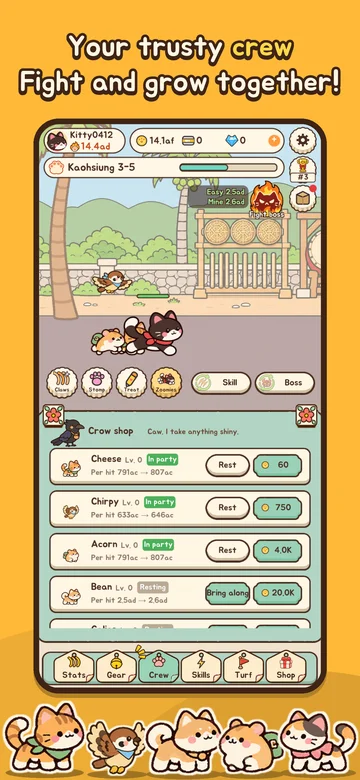 Your trusty crew
Fight and grow together!
Kitty0412
14.4ad
14.1af
0
0
Kaohsiung 3-5
#3
Easy 2.5ad
Mine 2.6ad
Fight boss
Claws
Stomp
Treat
Zoomies
Skill
Boss
Crow shop
Caw, I take anything shiny.
Cheese Lv. 0 In party
Per hit 791ac → 807ac
Rest
60
Chirpy Lv. 0 In party
Per hit 633ac → 646ac
Rest
750
Acorn Lv. 0 In party
Per hit 791ac → 807ac
Rest
4.0K
Bean Lv. 0 Resting
Per hit 2.5ad → 2.6ad
Bring along
20.0K
Stats
Gear
Crew
Skills
Turf
Shop